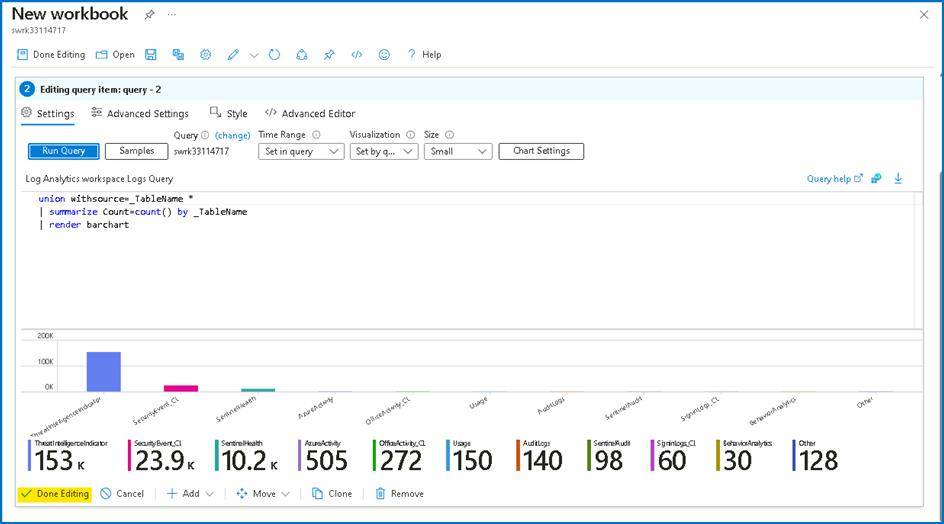 New workbook
swrk33114717
Done Editing Open Help
2 Editing query item: query - 2
Settings Advanced Settings Style Advanced Editor
Query (change) Time Range Visualization Size
Run Query Samples swrk33114717 Set in query Set by q... Small Chart Settings
Log Analytics workspace Logs Query Query help
union withsource=_TableName *
| summarize Count=count() by _TableName
| render barchart
200K
100K
0K
ThreatIntelligenceIndicator SecurityEvent_CL SentinelHealth AzureActivity OfficeActivity_CL Usage AuditLogs SentinelAudit SigninLogs_CL BehaviorAnalytics Other
ThreatIntelligenceIndicator SecurityEvent_CL SentinelHealth AzureActivity OfficeActivity_CL Usage AuditLogs SentinelAudit SigninLogs_CL BehaviorAnalytics Other
153 K 23.9 K 10.2 K 505 272 150 140 98 60 30 128
Done Editing Cancel Add Move Clone Remove